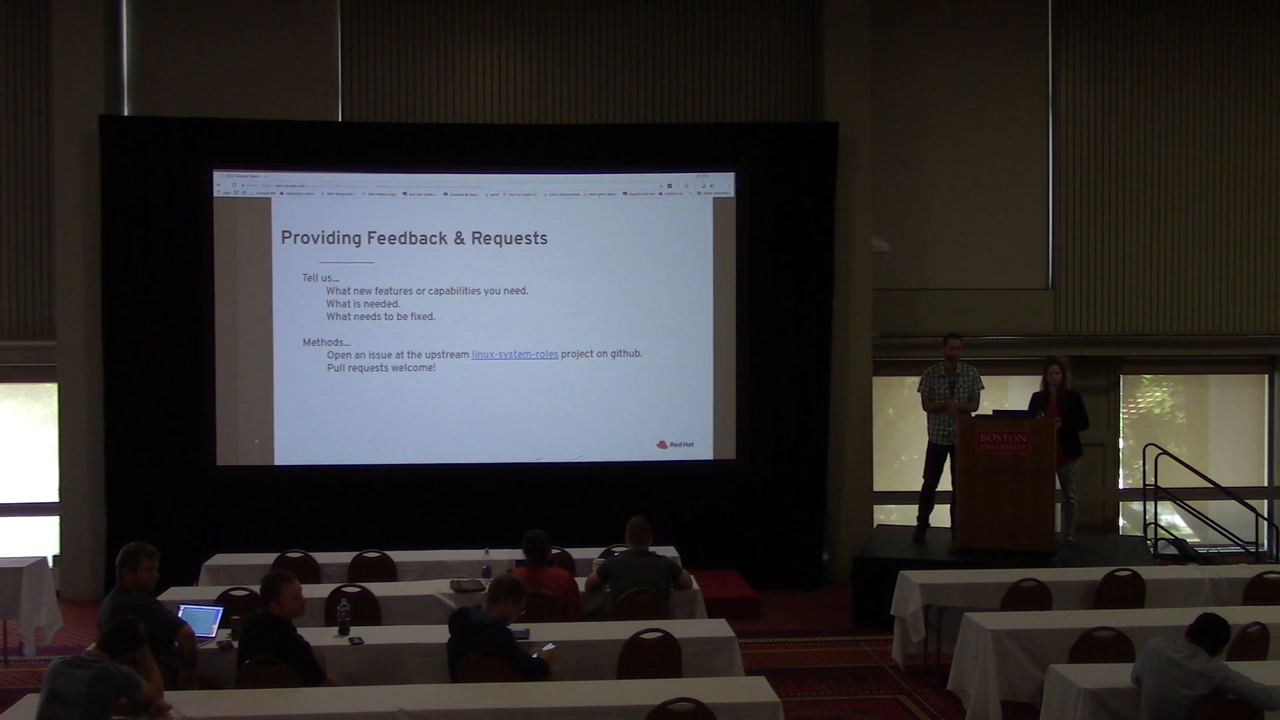 Providing Feedback & Requests
Tell us...
What new features or capabilities you need.
What is needed.
What needs to be fixed.
Methods...
Open an issue at the upstream linux-system-roles project on github.
Pull requests welcome!
Red Hat
BOSTON
UNIVERSITY